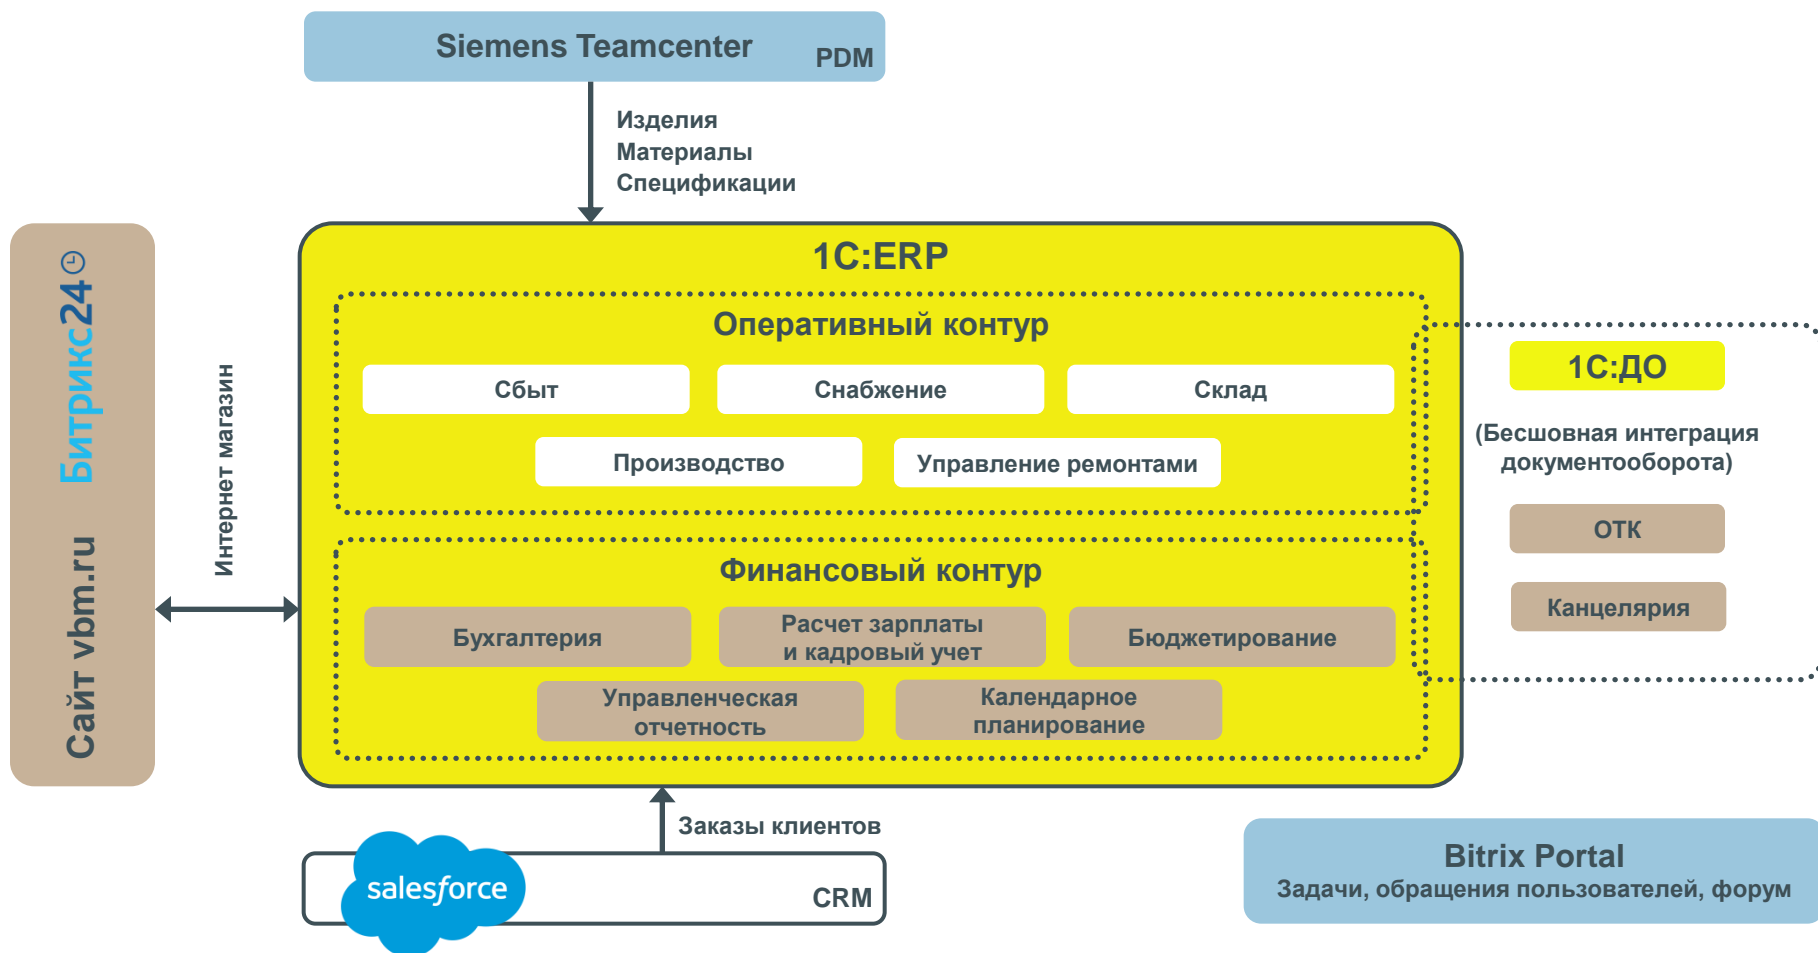 Siemens Teamcenter
PDM
Изделия
Материалы
Спецификации
Сайт vbm.ru Битрикс24
Интернет магазин
1С:ERP
Оперативный контур
Сбыт
Снабжение
Склад
Производство
Управление ремонтами
Финансовый контур
Бухгалтерия
Расчет зарплаты
и кадровый учет
Бюджетирование
Управленческая
отчетность
Календарное
планирование
1С:ДО
(Бесшовная интеграция
документооборота)
ОТК
Канцелярия
Заказы клиентов
salesforce
CRM
Bitrix Portal
Задачи, обращения пользователей, форум